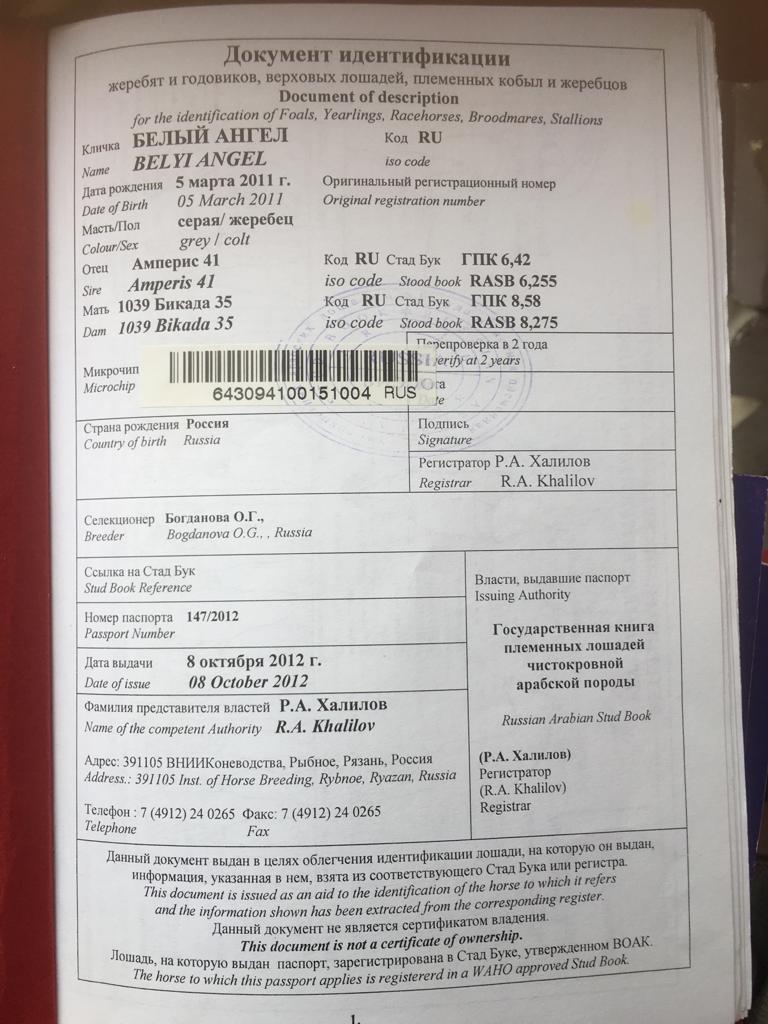 Документ идентификации
жеребят и годовиков, верховых лошадей, племенных кобыл и жеребцов
Document of description
for the identification of Foals, Yearlings, Racehorses, Broodmares, Stallions
Кличка БЕЛЫЙ АНГЕЛ Код RU
Name BELYI ANGEL iso code
Дата рождения 5 марта 2011 г. Оригинальный регистрационный номер
Date of Birth 05 March 2011 Original registration number
Масть/Пол серая/ жеребец
Colour/Sex grey / colt
Отец Амперис 41 Код RU Стад Бук ГПК 6,42
Sire Amperis 41 iso code Stood book RASB 6,255
Мать 1039 Бикада 35 Код RU Стад Бук ГПК 8,58
Dam 1039 Bikada 35 iso code Stood book RASB 8,275
Перепроверка в 2 года
erify at 2 years
Микрочип
Microchip
643094100151004 RUS
та
te
Страна рождения Россия
Country of birth Russia
Подпись
Signature
Регистратор Р.А. Халилов
Registrar R.A. Khalilov
Селекционер Богданова О.Г.,
Breeder Bogdanova O.G., , Russia
Ссылка на Стад Бук
Stud Book Reference
Номер паспорта 147/2012
Passport Number
Дата выдачи 8 октября 2012 г.
Date of issue 08 October 2012
Фамилия представителя властей Р.А. Халилов
Name of the competent Authority R.A. Khalilov
Адрес: 391105 ВНИИКоневодства, Рыбное, Рязань, Россия
Address.: 391105 Inst. of Horse Breeding, Rybnoe, Ryazan, Russia
Телефон : 7 (4912) 24 0265 Факс: 7 (4912) 24 0265
Telephone Fax
Власти, выдавшие паспорт
Issuing Authority
Государственная книга
племенных лошадей
чистокровной
арабской породы
Russian Arabian Stud Book
(Р.А. Халилов)
Регистратор
(R.A. Khalilov)
Registrar
Данный документ выдан в целях облегчения идентификации лошади, на которую он выдан,
информация, указанная в нем, взята из соответствующего Стад Бука или регистра.
This document is issued as an aid to the identification of the horse to which it refers
and the information shown has been extracted from the corresponding register.
Данный документ не является сертификатом владения.
This document is not a certificate of ownership.
Лошадь, на которую выдан паспорт, зарегистрирована в Стад Буке, утвержденном ВОАК.
The horse to which this passport applies is registererd in a WAHO approved Stud Book.
1.